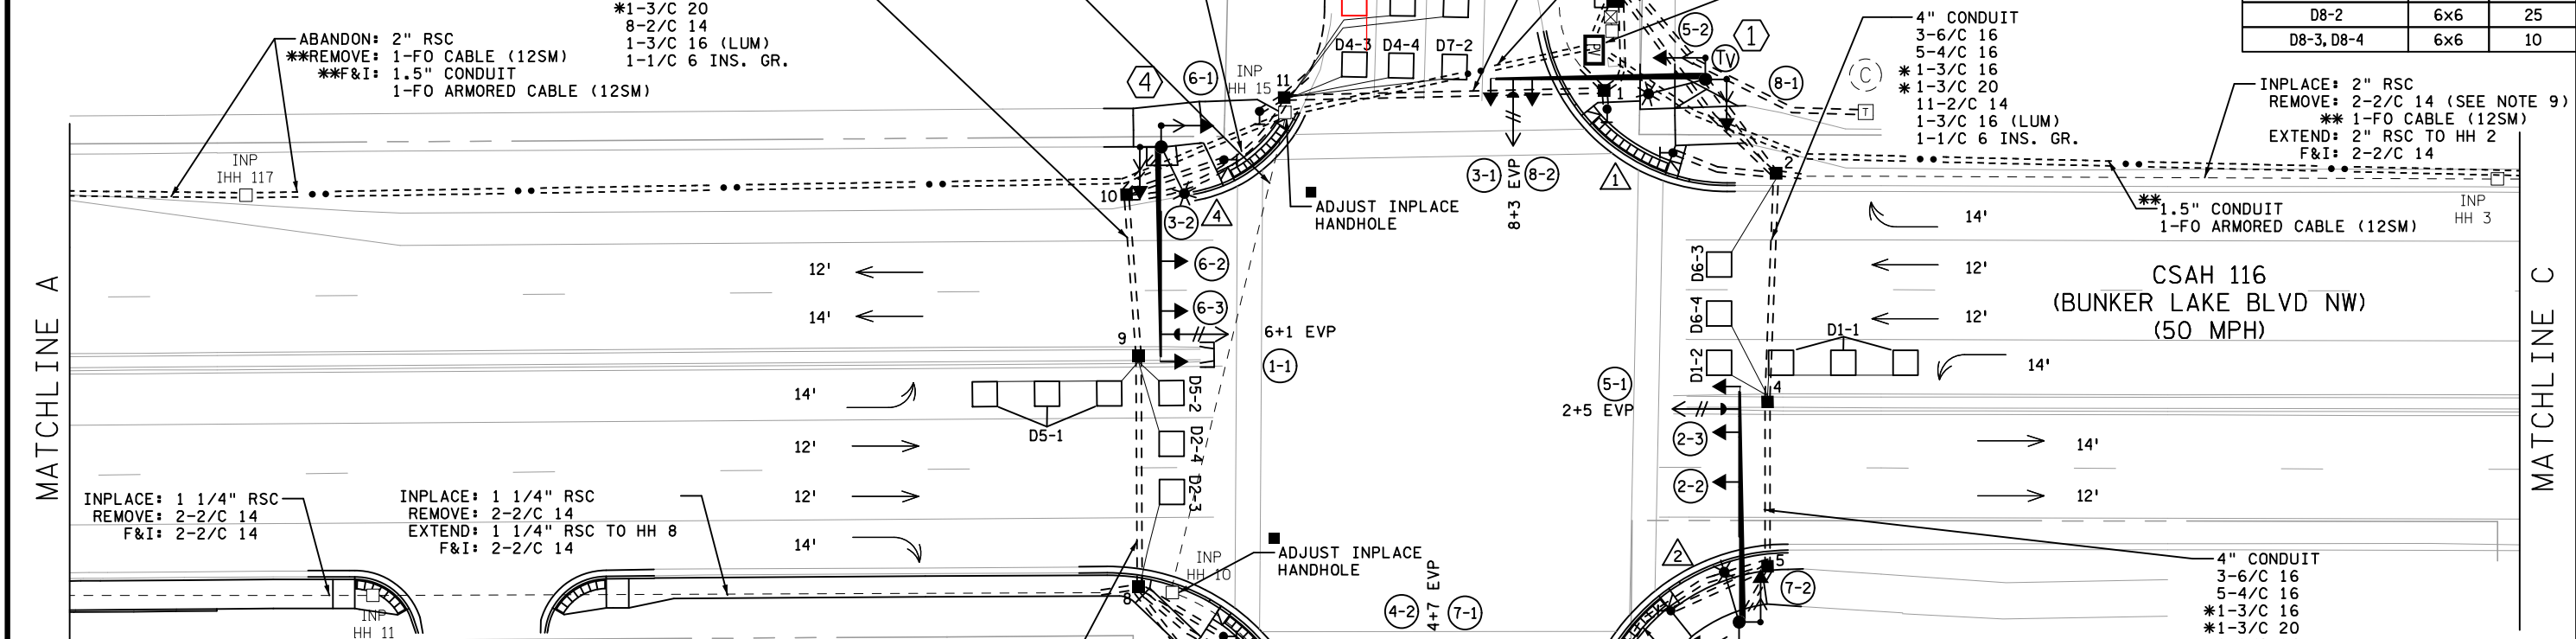 ABANDON: 2" RSC
**REMOVE: 1-FO CABLE (12SM)
**F&I: 1.5" CONDUIT
1-FO ARMORED CABLE (12SM)
*1-3/C 20
8-2/C 14
1-3/C 16 (LUM)
1-1/C 6 INS. GR.
D4-3
D4-4
D7-2
5-2
1
TV
8-1
C
T
4" CONDUIT
3-6/C 16
5-4/C 16
*1-3/C 16
*1-3/C 20
11-2/C 14
1-3/C 16 (LUM)
1-1/C 6 INS. GR.
D8-2 6x6 25
D8-3, D8-4 6x6 10
INPLACE: 2" RSC
REMOVE: 2-2/C 14 (SEE NOTE 9)
** 1-FO CABLE (12SM)
EXTEND: 2" RSC TO HH 2
F&I: 2-2/C 14
4
6-1
INP
HH 15
11
1
2
INP
IHH 117
10
3-2
4
ADJUST INPLACE
HANDHOLE
3-1
8+3 EVP
8-2
1
**
1.5" CONDUIT
1-FO ARMORED CABLE (12SM)
INP
HH 3
14'
12'
12'
14'
14'
12'
6-2
6-3
6+1 EVP
1-1
9
D6-3
D6-4
D1-2
D1-1
4
CSAH 116
(BUNKER LAKE BLVD NW)
(50 MPH)
MATCHLINE A
MATCHLINE C
12'
14'
14'
12'
12'
14'
D5-1
D5-2
D2-4
D2-3
5-1
2+5 EVP
2-3
2-2
INPLACE: 1 1/4" RSC
REMOVE: 2-2/C 14
F&I: 2-2/C 14
INPLACE: 1 1/4" RSC
REMOVE: 2-2/C 14
EXTEND: 1 1/4" RSC TO HH 8
F&I: 2-2/C 14
INP
HH 11
8
INP
HH 10
ADJUST INPLACE
HANDHOLE
4-2
4+7 EVP
7-1
2
5
7-2
4" CONDUIT
3-6/C 16
5-4/C 16
*1-3/C 16
*1-3/C 20